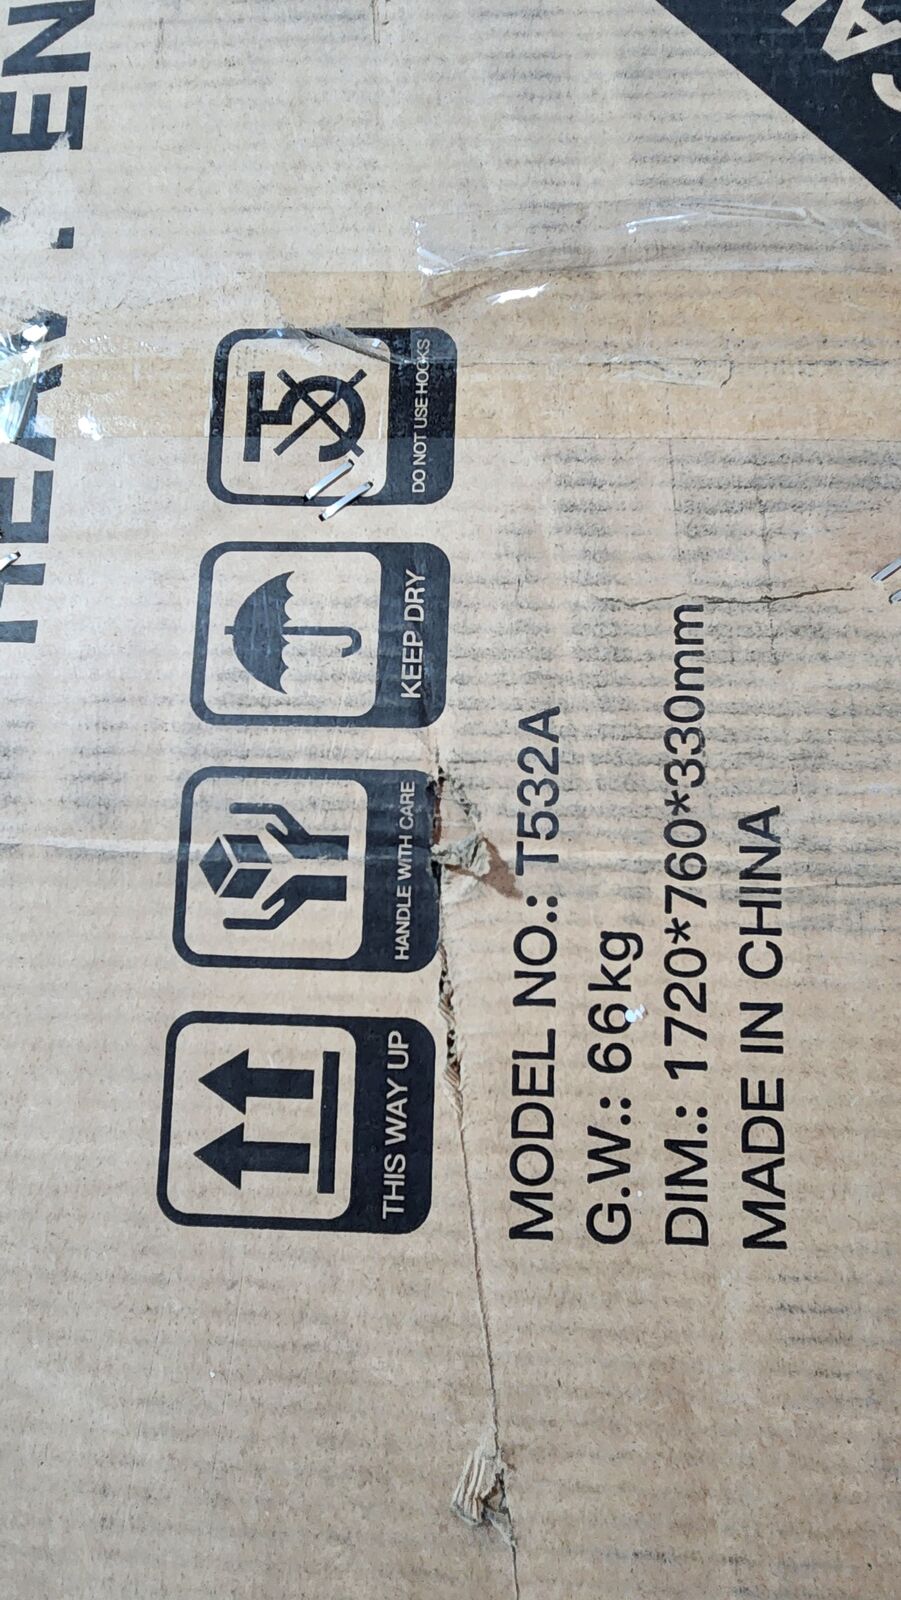 THIS WAY UP
HANDLE WITH CARE
KEEP DRY
DO NOT USE HOOKS
MODEL NO.: T532A
G.W.: 66kg
DIM.: 1720*760*330mm
MADE IN CHINA